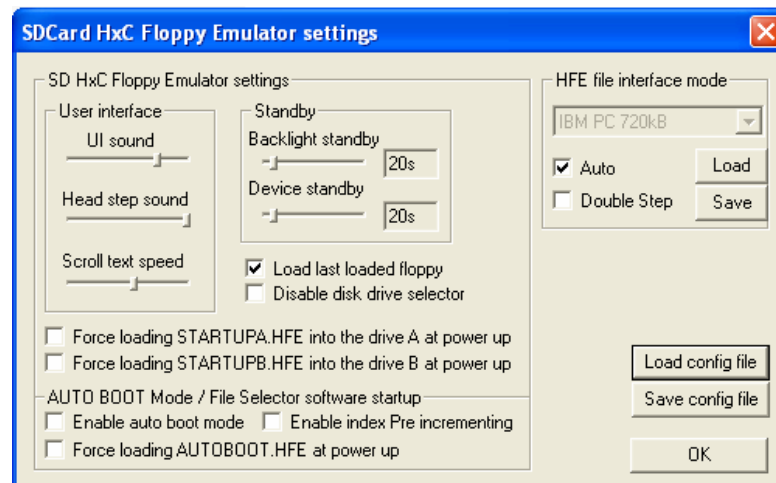 SDCard HxC Floppy Emulator settings
SD HxC Floppy Emulator settings
User interface
UI sound
Head step sound
Scroll text speed
Standby
Backlight standby
20s
Device standby
20s
Load last loaded floppy
Disable disk drive selector
Force loading STARTUPA.HFE into the drive A at power up
Force loading STARTUPB.HFE into the drive B at power up
AUTO BOOT Mode / File Selector software startup
Enable auto boot mode
Enable index Pre incrementing
Force loading AUTOBOOT.HFE at power up
HFE file interface mode
IBM PC 720kB
Auto
Load
Double Step
Save
Load config file
Save config file
OK